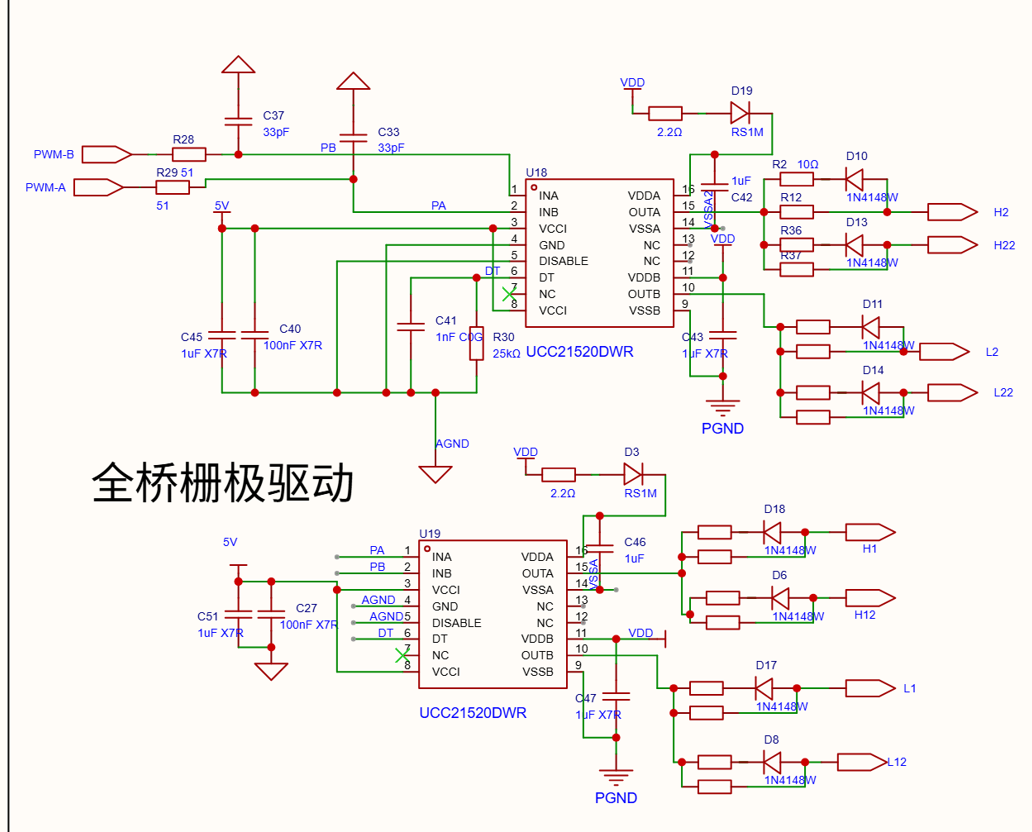 C37
33pF
C33
33pF
PWM-B
R28
PB
PWM-A
R29 51
51
PA
5V
C45
1uF X7R
C40
100nF X7R
DT
C41
1nF C0G
R30
25kΩ
AGND
U18
1 INA
2 INB
3 VCCI
4 GND
5 DISABLE
6 DT
7 NC
8 VCCI
VDDA 16
OUTA 15
VSSA 14
NC 13
NC 12
VDDB 11
OUTB 10
VSSB 9
UCC21520DWR
VDD
2.2Ω
D19
RS1M
1uF
C42
VSSA2
VDD
C43
1uF X7R
PGND
R2 10Ω
D10
1N4148W
R12
H2
D13
R36
1N4148W
R37
H22
D11
1N4148W
L2
D14
1N4148W
L22
全桥栅极驱动
VDD
2.2Ω
D3
RS1M
5V
C51
1uF X7R
C27
100nF X7R
PA
PB
AGND
AGND
DT
U19
1 INA
2 INB
3 VCCI
4 GND
5 DISABLE
6 DT
7 NC
8 VCCI
VDDA 16
OUTA 15
VSSA 14
NC 13
NC 12
VDDB 11
OUTB 10
VSSB 9
UCC21520DWR
C46
1uF
VSSA
VDD
C47
1uF X7R
PGND
D18
1N4148W
H1
D6
1N4148W
H12
D17
1N4148W
L1
D8
1N4148W
L12